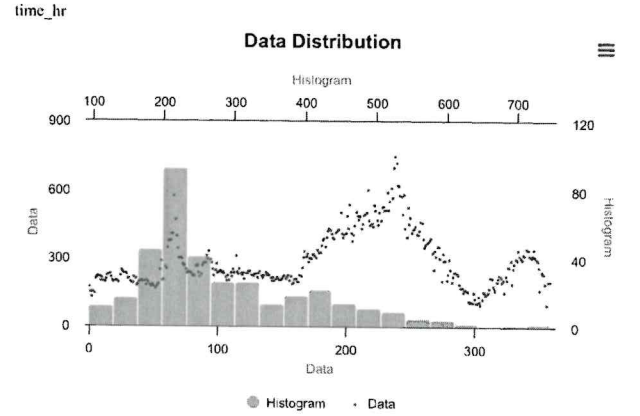 time_hr
Data Distribution
Histogram
100 200 300 400 500 600 700
900 120
600 80
300 40
0 0
Data
Histogram
0 100 200 300
Data
Histogram Data